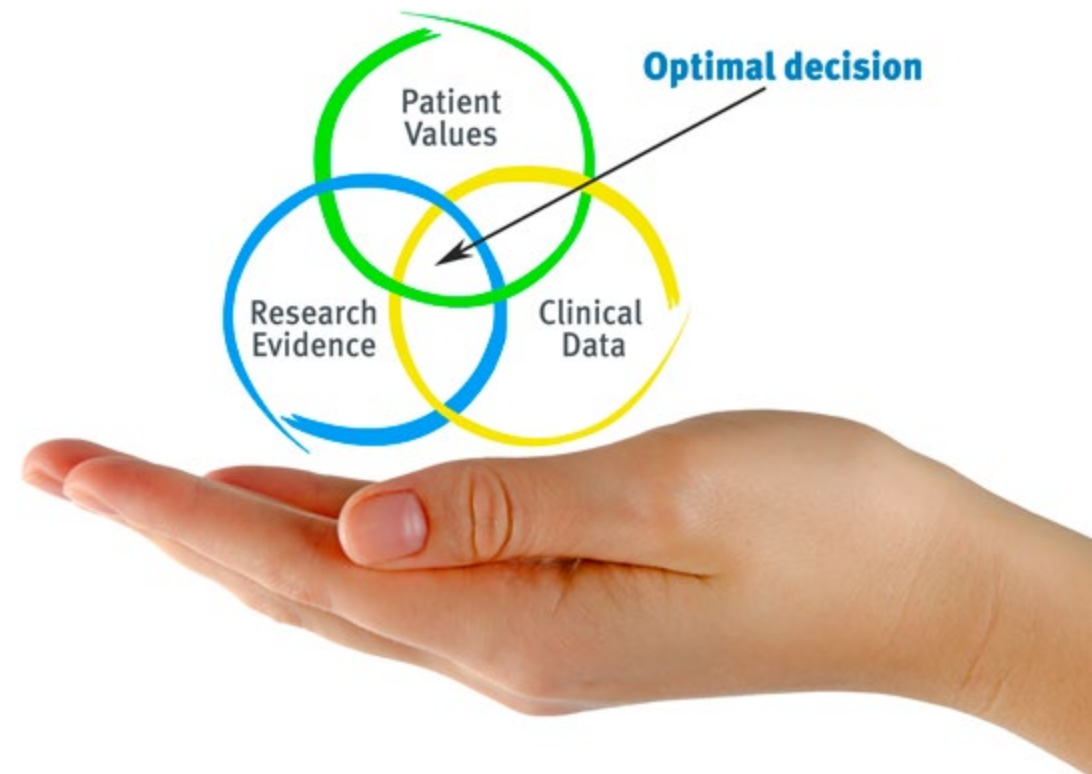 Optimal decision
Patient
Values
Research
Evidence
Clinical
Data